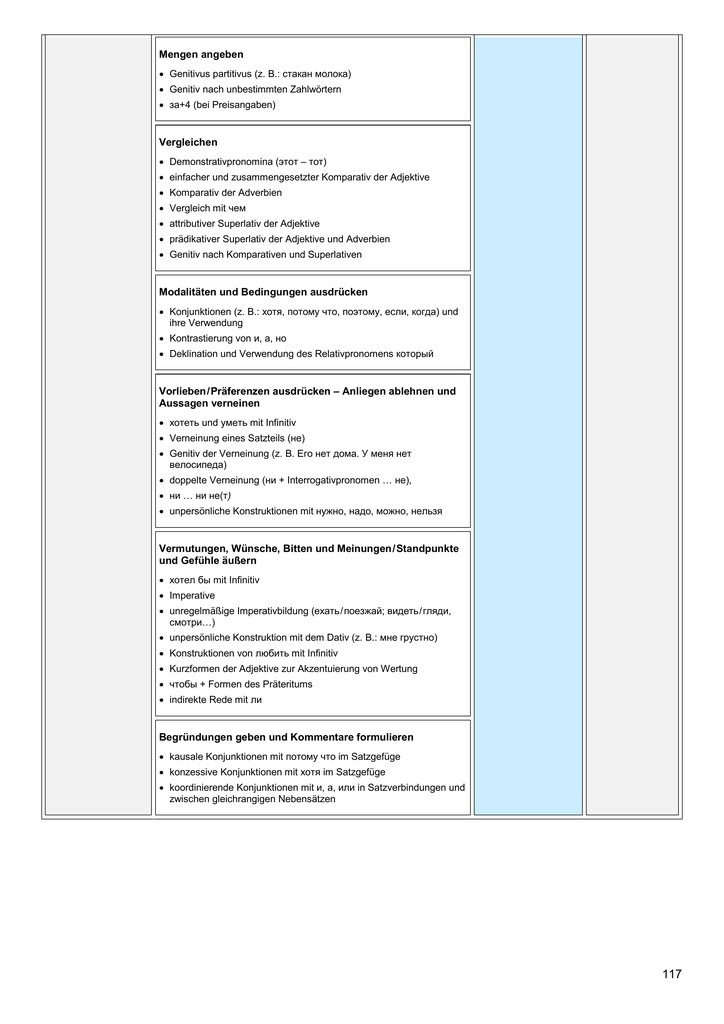 Mengen angeben
• Genitivus partitivus (z. B.: стакан молока)
• Genitiv nach unbestimmten Zahlwörtern
• за+4 (bei Preisangaben)
Vergleichen
• Demonstrativpronomina (этот – тот)
• einfacher und zusammengesetzter Komparativ der Adjektive
• Komparativ der Adverbien
• Vergleich mit чем
• attributiver Superlativ der Adjektive
• prädikativer Superlativ der Adjektive und Adverbien
• Genitiv nach Komparativen und Superlativen
Modalitäten und Bedingungen ausdrücken
• Konjunktionen (z. B.: хотя, потому что, поэтому, если, когда) und
ihre Verwendung
• Kontrastierung von и, а, но
• Deklination und Verwendung des Relativpronomens который
Vorlieben/Präferenzen ausdrücken – Anliegen ablehnen und
Aussagen verneinen
• хотеть und уметь mit Infinitiv
• Verneinung eines Satzteils (не)
• Genitiv der Verneinung (z. B. Его нет дома. У меня нет
велосипеда)
• doppelte Verneinung (ни + Interrogativpronomen … не),
• ни … ни не(т)
• unpersönliche Konstruktionen mit нужно, надо, можно, нельзя
Vermutungen, Wünsche, Bitten und Meinungen/Standpunkte
und Gefühle äußern
• хотел бы mit Infinitiv
• Imperative
• unregelmäßige Imperativbildung (ехать/поезжай; видеть/гляди,
смотри…)
• unpersönliche Konstruktion mit dem Dativ (z. B.: мне грустно)
• Konstruktionen von любить mit Infinitiv
• Kurzformen der Adjektive zur Akzentuierung von Wertung
• чтобы + Formen des Präteritums
• indirekte Rede mit ли
Begründungen geben und Kommentare formulieren
• kausale Konjunktionen mit потому что im Satzgefüge
• konzessive Konjunktionen mit хотя im Satzgefüge
• koordinierende Konjunktionen mit и, а, или in Satzverbindungen und
zwischen gleichrangigen Nebensätzen
117